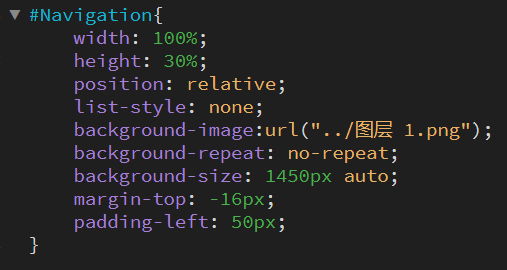 #Navigation{
width: 100%;
height: 30%;
position: relative;
list-style: none;
background-image:url("../图层 1.png");
background-repeat: no-repeat;
background-size: 1450px auto;
margin-top: -16px;
padding-left: 50px;
}